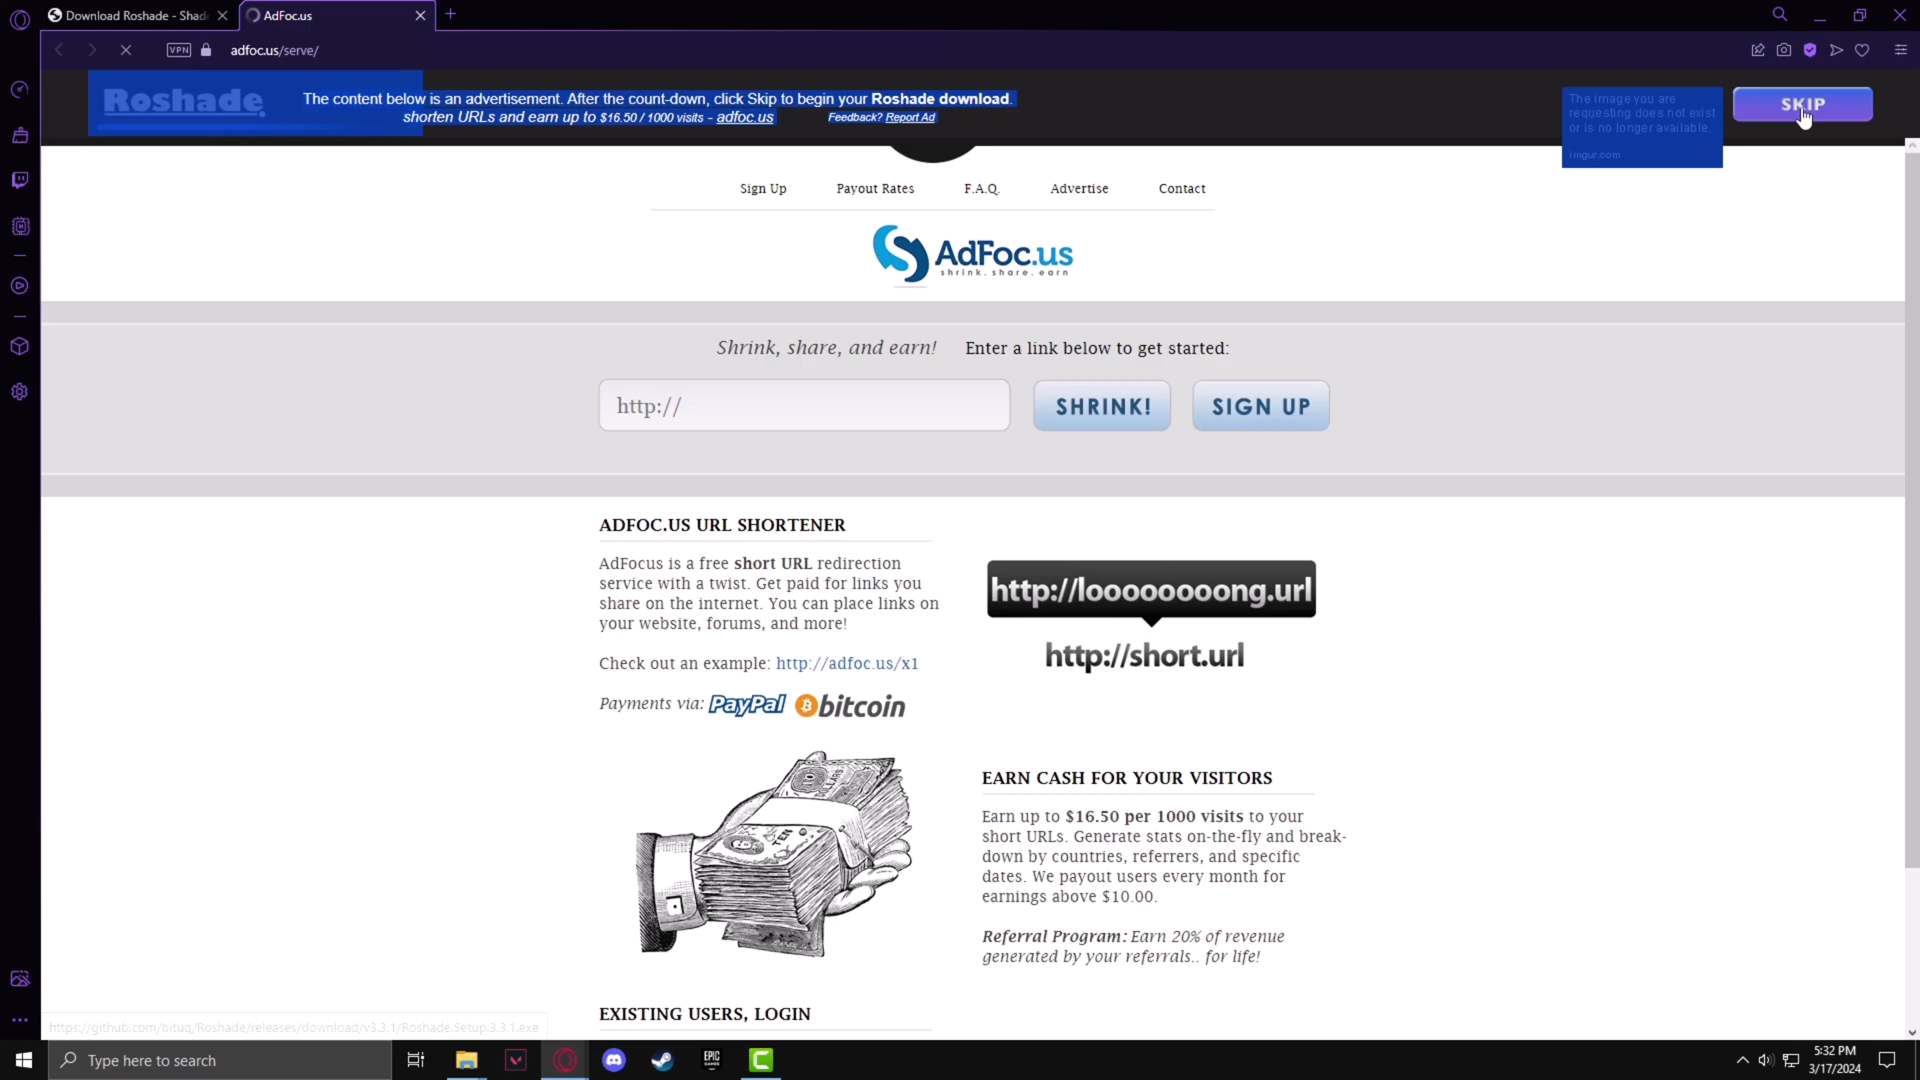 Download Roshade - Shad
AdFoc.us
VPN
adfoc.us/serve/
Roshade
The content below is an advertisement. After the count-down, click Skip to begin your Roshade download.
shorten URLs and earn up to $16.50 / 1000 visits - adfoc.us
Feedback? Report Ad
The image you are
requesting does not exist
or is no longer available.
imgur.com
SKIP
Sign Up
Payout Rates
F.A.Q.
Advertise
Contact
AdFoc.us
shrink. share. earn
Shrink, share, and earn!
Enter a link below to get started:
http://
SHRINK!
SIGN UP
ADFOC.US URL SHORTENER
AdFocus is a free short URL redirection
service with a twist. Get paid for links you
share on the internet. You can place links on
your website, forums, and more!
Check out an example: http://adfoc.us/x1
Payments via: PayPal bitcoin
http://looooooong.url
http://short.url
EARN CASH FOR YOUR VISITORS
Earn up to $16.50 per 1000 visits to your
short URLs. Generate stats on-the-fly and break-
down by countries, referrers, and specific
dates. We payout users every month for
earnings above $10.00.
Referral Program: Earn 20% of revenue
generated by your referrals.. for life!
EXISTING USERS, LOGIN
https://github.com/bituq/Roshade/releases/download/v3.3.1/Roshade.Setup.3.3.1.exe
Type here to search
EPIC
GAMES
5:32 PM
3/17/2024